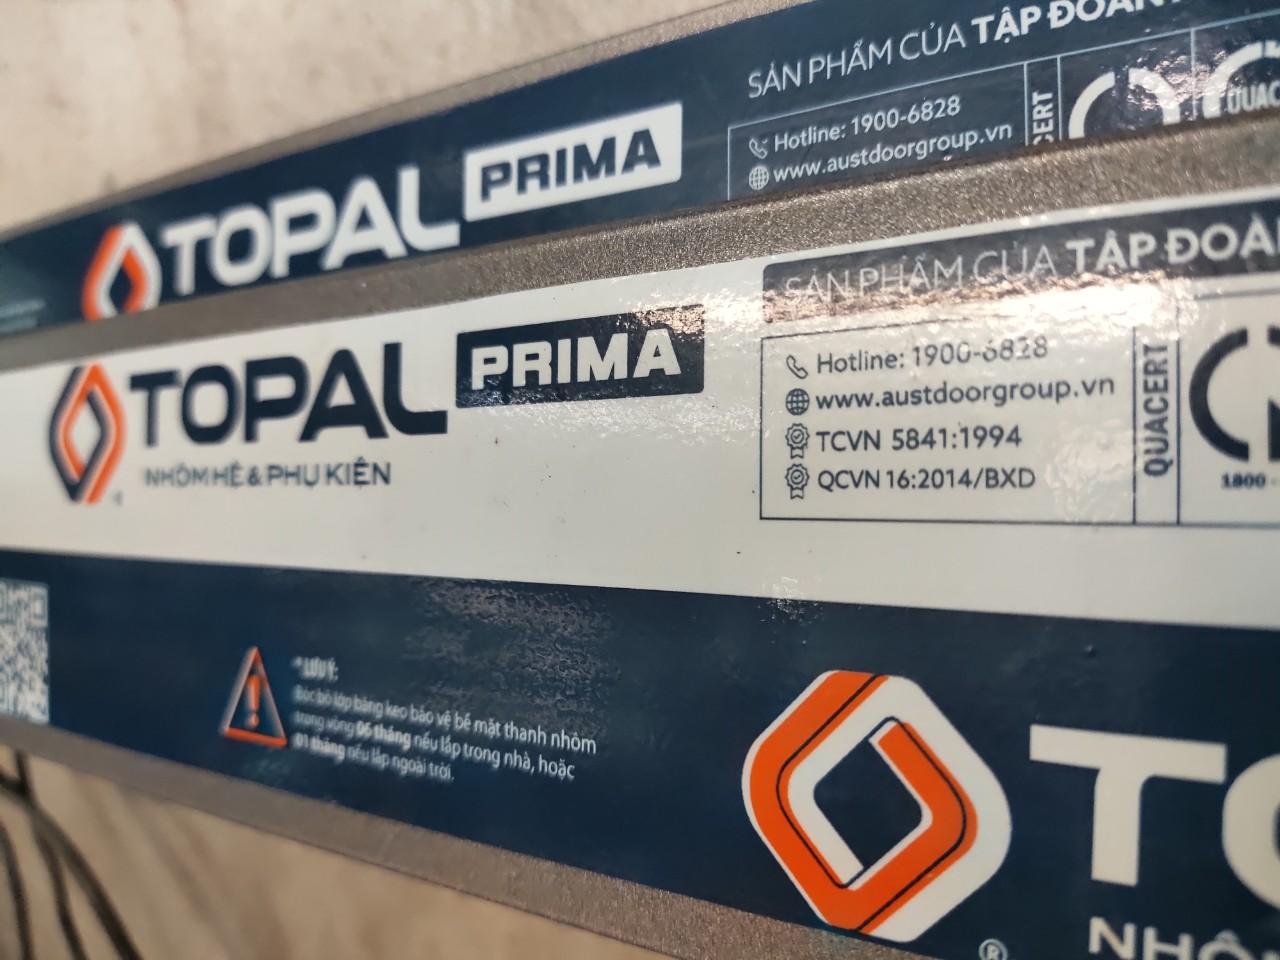 TOPAL PRIMA
SẢN PHẨM CỦA TẬP ĐOÀN
Hotline: 1900-6828
www.austdoorgroup.vn
TOPAL PRIMA
NHÔM HỆ & PHỤ KIỆN
SẢN PHẨM CỦA TẬP ĐOÀN
Hotline: 1900-6828
www.austdoorgroup.vn
TCVN 5841:1994
QCVN 16:2014/BXD
QUACERT
1800 -
* LƯU Ý:
Bóc bỏ lớp băng keo bảo vệ bề mặt thanh nhôm
trong vòng 06 tháng nếu lắp trong nhà, hoặc
01 tháng nếu lắp ngoài trời.
®